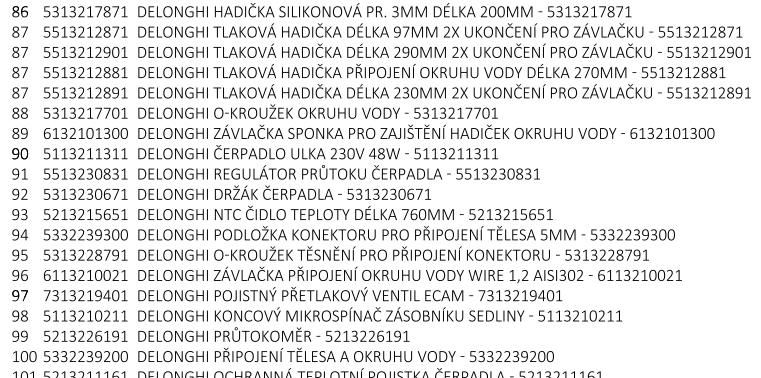 86 5313217871 DELONGHI HADIČKA SILIKONOVÁ PR. 3MM DÉLKA 200MM - 5313217871
87 5513212871 DELONGHI TLAKOVÁ HADIČKA DÉLKA 97MM 2X UKONČENÍ PRO ZÁVLAČKU - 5513212871
87 5513212901 DELONGHI TLAKOVÁ HADIČKA DÉLKA 290MM 2X UKONČENÍ PRO ZÁVLAČKU - 5513212901
87 5513212881 DELONGHI TLAKOVÁ HADIČKA PŘIPOJENÍ OKRUHU VODY DÉLKA 270MM - 5513212881
87 5513212891 DELONGHI TLAKOVÁ HADIČKA DÉLKA 230MM 2X UKONČENÍ PRO ZÁVLAČKU - 5513212891
88 5313217701 DELONGHI O-KROUŽEK OKRUHU VODY - 5313217701
89 6132101300 DELONGHI ZÁVLAČKA SPONKA PRO ZAJIŠTĚNÍ HADIČEK OKRUHU VODY - 6132101300
90 5113211311 DELONGHI ČERPADLO ULKA 230V 48W - 5113211311
91 5513230831 DELONGHI REGULÁTOR PRŮTOKU ČERPADLA - 5513230831
92 5313230671 DELONGHI DRŽÁK ČERPADLA - 5313230671
93 5213215651 DELONGHI NTC ČIDLO TEPLOTY DÉLKA 760MM - 5213215651
94 5332239300 DELONGHI PODLOŽKA KONEKTORU PRO PŘIPOJENÍ TĚLESA 5MM - 5332239300
95 5313228791 DELONGHI O-KROUŽEK TĚSNĚNÍ PRO PŘIPOJENÍ KONEKTORU - 5313228791
96 6113210021 DELONGHI ZÁVLAČKA PŘIPOJENÍ OKRUHU VODY WIRE 1,2 AISI302 - 6113210021
97 7313219401 DELONGHI POJISTNÝ PŘETLAKOVÝ VENTIL ECAM - 7313219401
98 5113210211 DELONGHI KONCOVÝ MIKROSPÍNAČ ZÁSOBNÍKU SEDLINY - 5113210211
99 5213226191 DELONGHI PRŮTOKOMĚR - 5213226191
100 5332239200 DELONGHI PŘIPOJENÍ TĚLESA A OKRUHU VODY - 5332239200
101 5213211161 DELONGHI OCHRANNÁ TEPLOTNÍ POJISTKA ČERPADLA - 5213211161